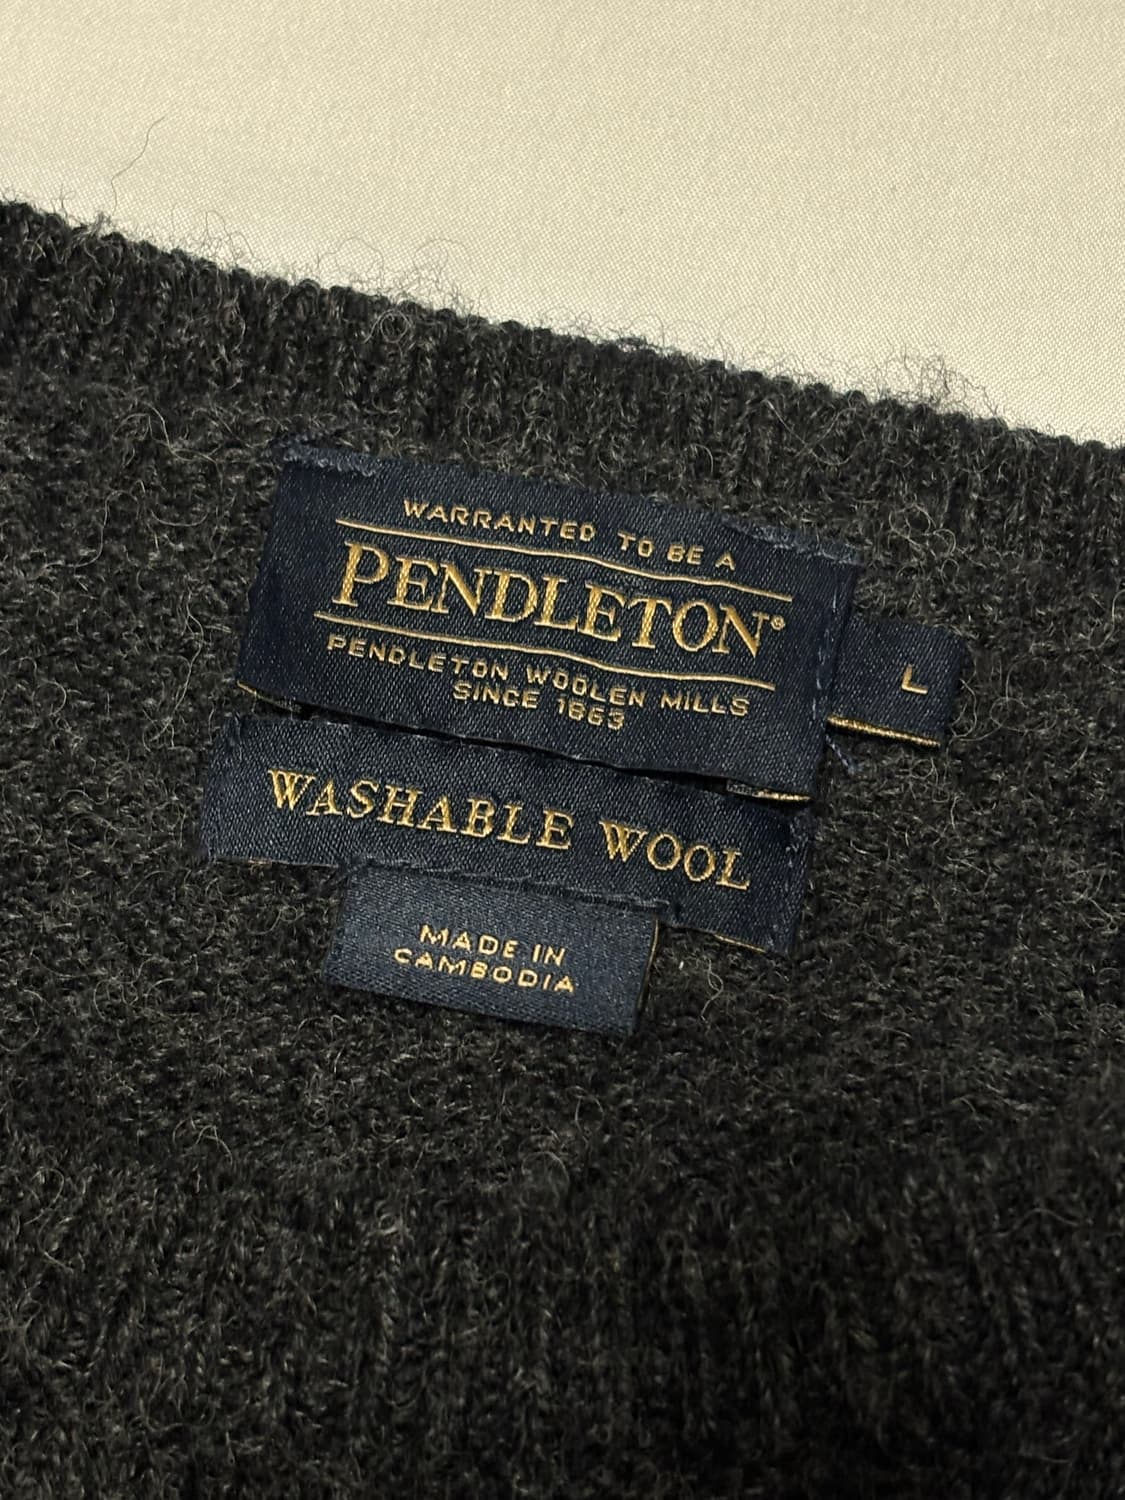 WARRANTED TO BE A
PENDLETON®
PENDLETON WOOLEN MILLS
SINCE 1863
L
WASHABLE WOOL
MADE IN
CAMBODIA